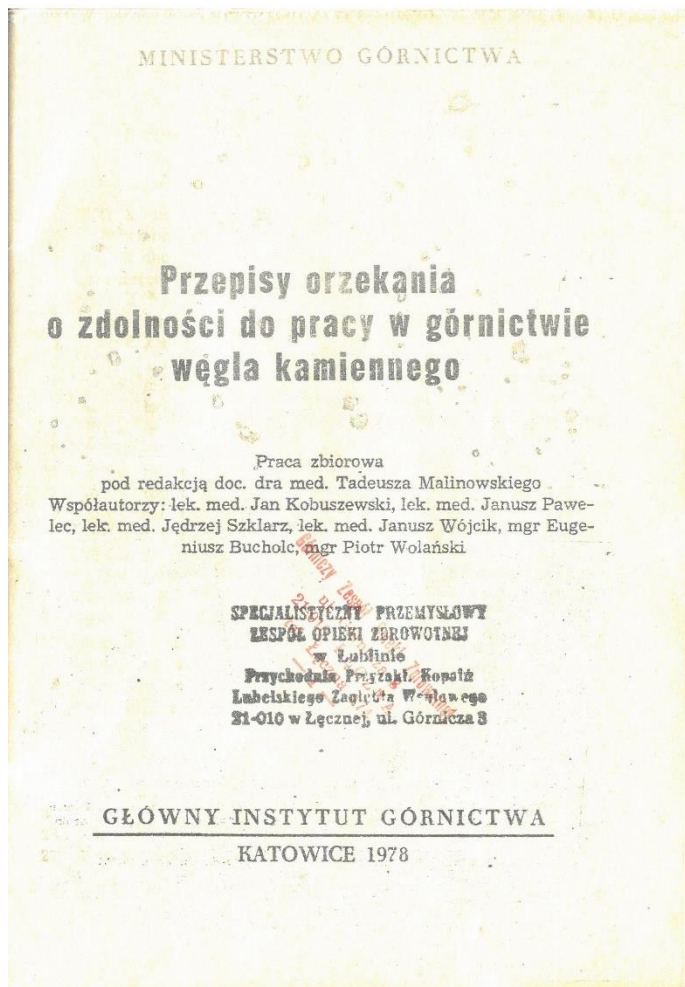 MINISTERSTWO GÓRNICTWA
Przepisy orzekania
o zdolności do pracy w górnictwie
węgla kamiennego
Praca zbiorowa
pod redakcją doc. dra med. Tadeusza Malinowskiego
Współautorzy: lek. med. Jan Kobuszewski, lek. med. Janusz Pawe-
lec, lek. med. Jędrzej Szklarz, lek. med. Janusz Wójcik, mgr Euge-
niusz Bucholc, mgr Piotr Wolański
Górniczy Zespół
SPECJALISTYCZNY PRZEMYSŁOWY
ZESPÓŁ OPIEKI ZDROWOTNEJ
w Lublinie
Przychodnia Przyzakł. Kopalń
Lubelskiego Zagłębia Węglowego
21-010 w Łęcznej, ul. Górnicza 3
GŁÓWNY INSTYTUT GÓRNICTWA
KATOWICE 1978